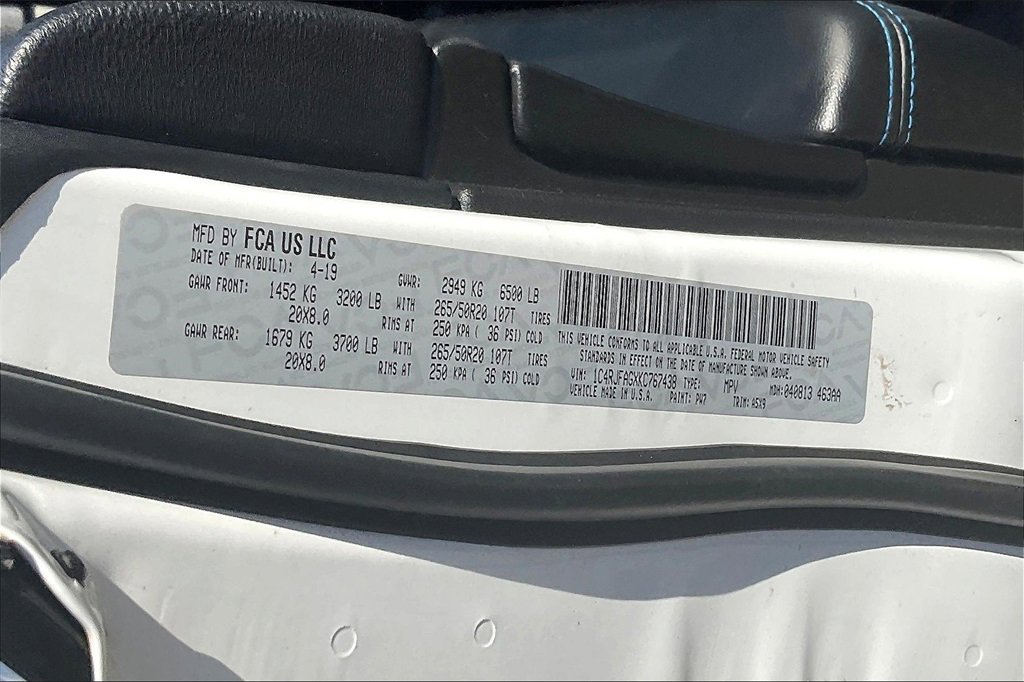 MFD BY FCA US LLC
DATE OF MFR(BUILT): 4-19 GVWR: 2949 KG 6500 LB
GAWR FRONT: 1452 KG 3200 LB WITH 265/50R20 107T TIRES
20X8.0 RIMS AT 250 KPA ( 36 PSI) COLD
GAWR REAR: 1679 KG 3700 LB WITH 265/50R20 107T TIRES
20X8.0 RIMS AT 250 KPA ( 36 PSI) COLD
THIS VEHICLE CONFORMS TO ALL APPLICABLE U.S.A. FEDERAL MOTOR VEHICLE SAFETY
STANDARDS IN EFFECT ON THE DATE OF MANUFACTURE SHOWN ABOVE.
VIN: 1C4RJFAGXKC767438 TYPE: MPV MDH: 040813 463AA
VEHICLE MADE IN U.S.A. PAINT: PW7 TRIM: A5X9